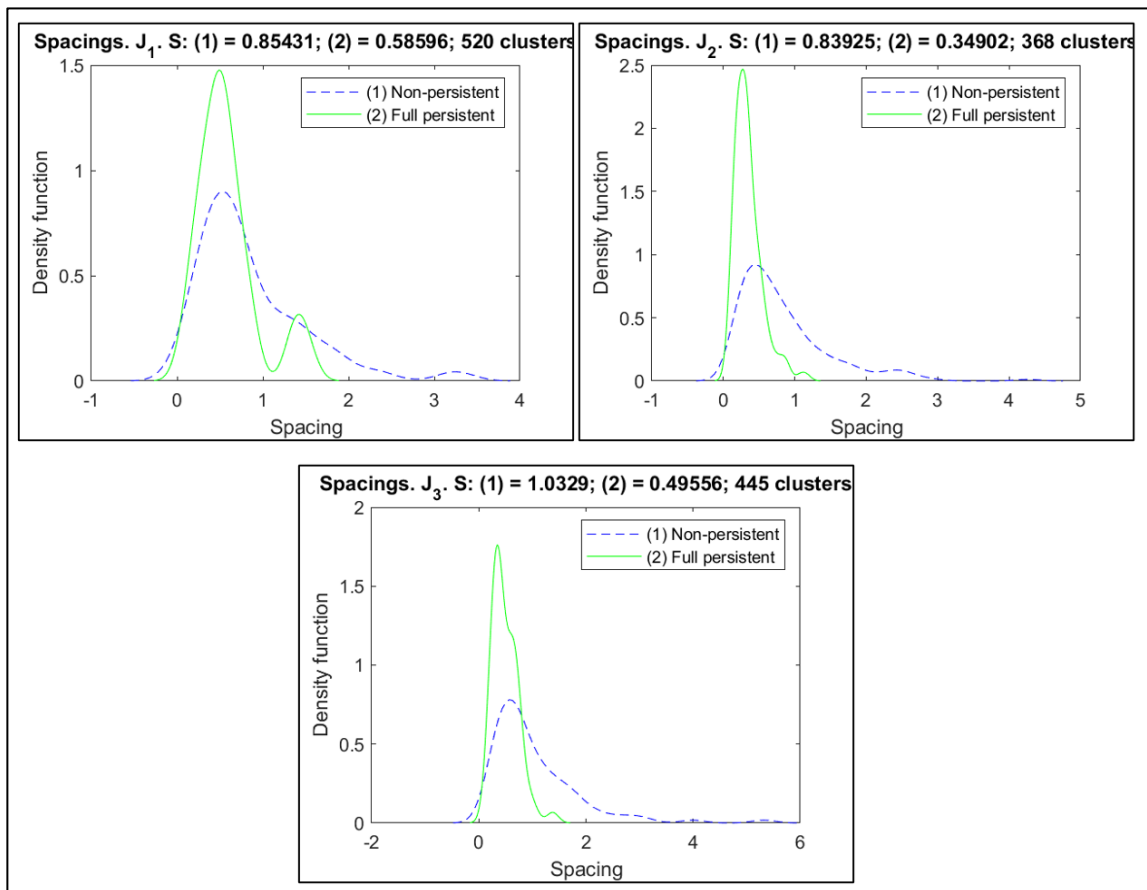 Spacings. J1. S: (1) = 0.85431; (2) = 0.58596; 520 clusters
1.5
1
0.5
0
Density function
(1) Non-persistent
(2) Full persistent
-1 0 1 2 3 4
Spacing
Spacings. J2. S: (1) = 0.83925; (2) = 0.34902; 368 clusters
2.5
2
1.5
1
0.5
0
Density function
(1) Non-persistent
(2) Full persistent
-1 0 1 2 3 4 5
Spacing
Spacings. J3. S: (1) = 1.0329; (2) = 0.49556; 445 clusters
2
1.5
1
0.5
0
Density function
(1) Non-persistent
(2) Full persistent
-2 0 2 4 6
Spacing